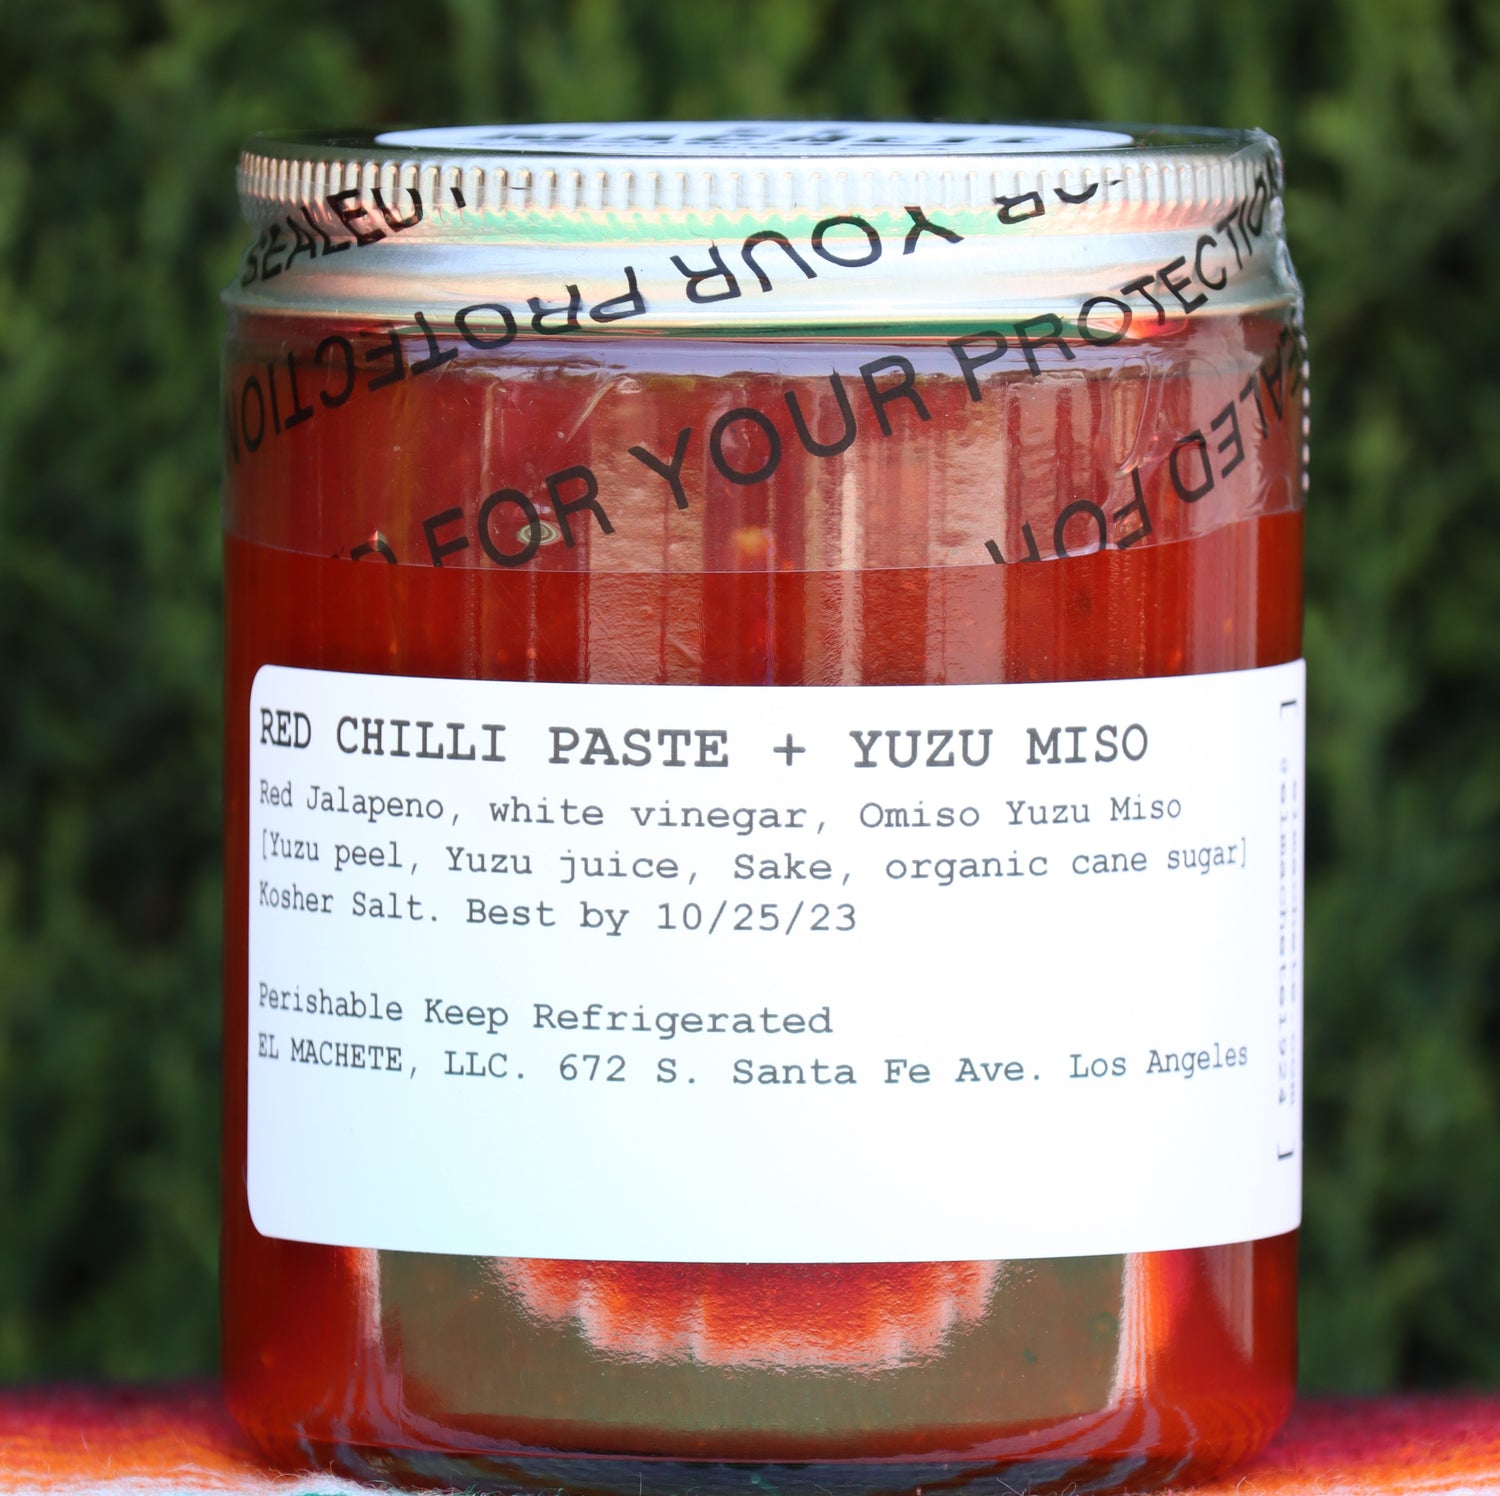 SEALED F
OR YOUR PROTECTION
FOR YOUR PROTECTION
SEALED FOR
RED CHILLI PASTE + YUZU MISO
Red Jalapeno, white vinegar, Omiso Yuzu Miso
[Yuzu peel, Yuzu juice, Sake, organic cane sugar]
Kosher Salt. Best by 10/25/23
Perishable Keep Refrigerated
EL MACHETE, LLC. 672 S. Santa Fe Ave. Los Angeles